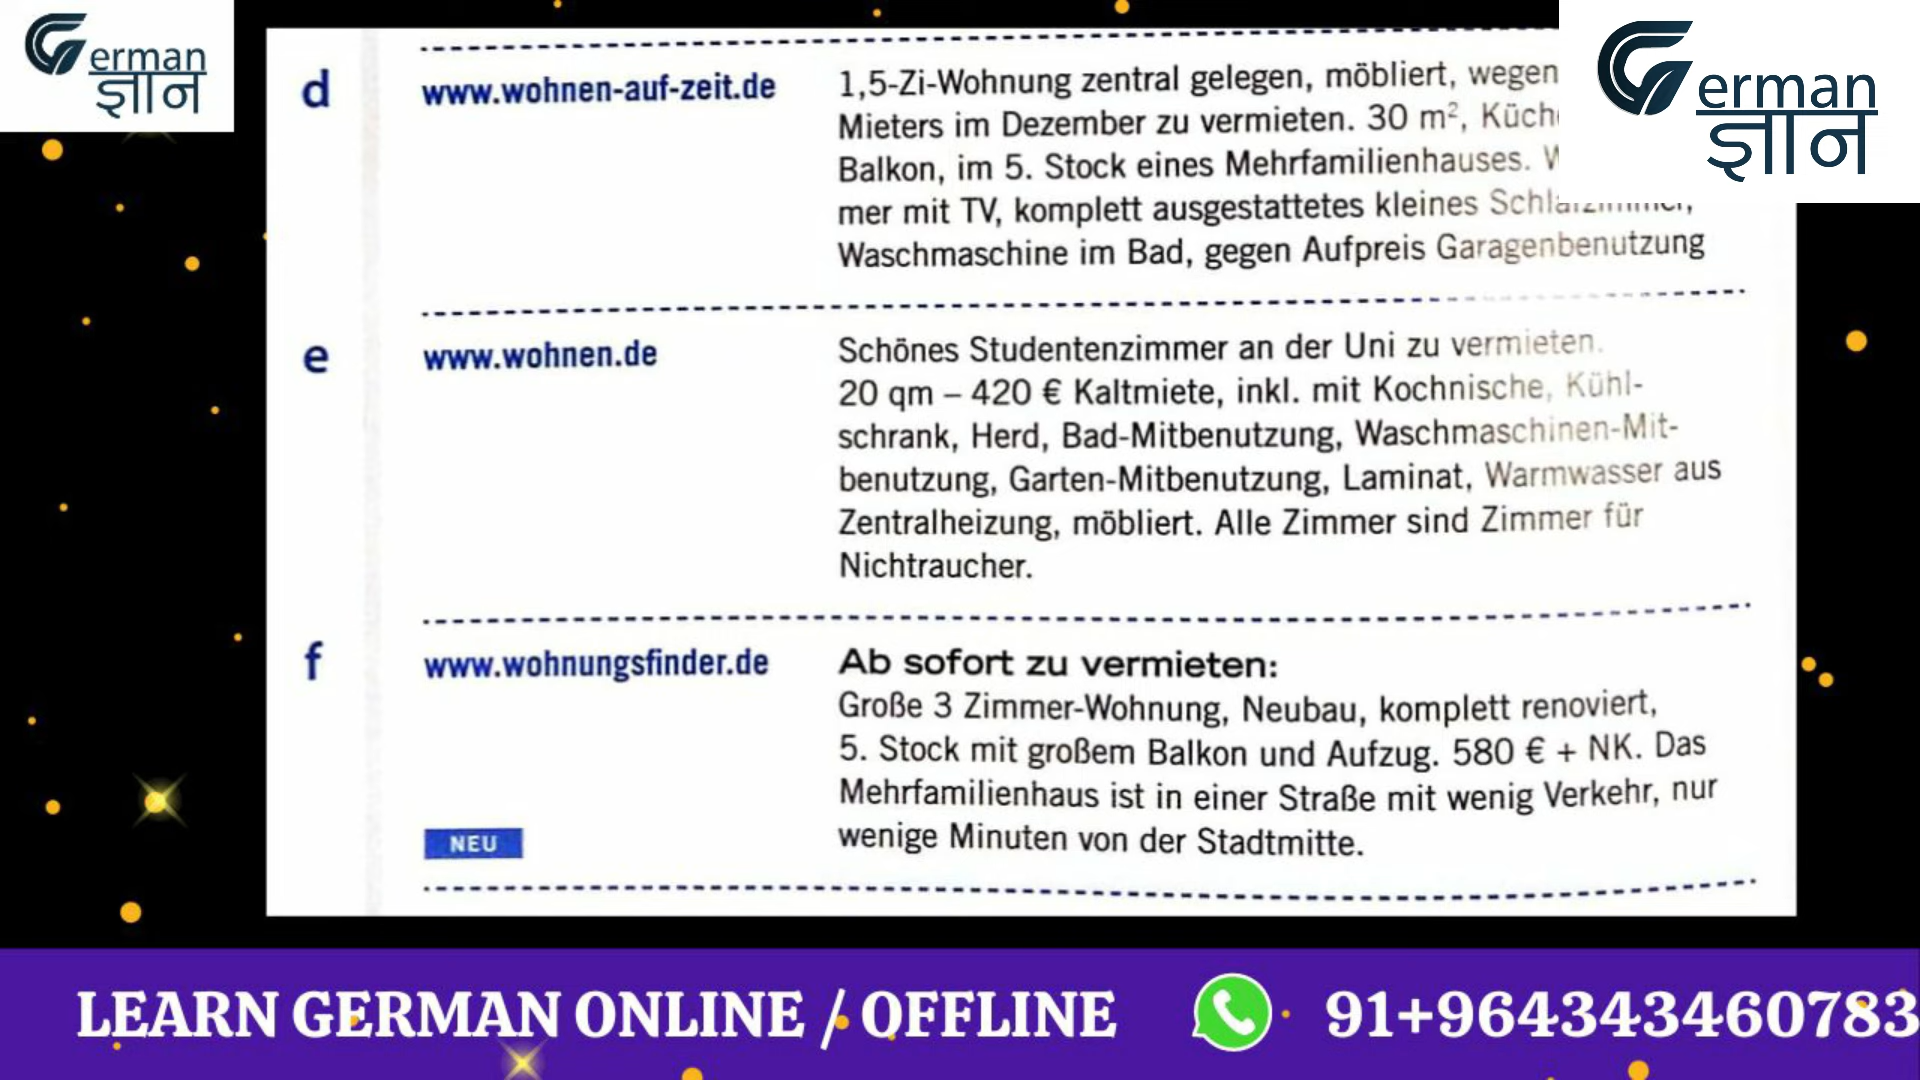 German
ज्ञान
German
ज्ञान
d
www.wohnen-auf-zeit.de
1,5-Zi-Wohnung zentral gelegen, möbliert, wegen
Mieters im Dezember zu vermieten. 30 m²,
Balkon, im 5. Stock eines Mehrfamilienhauses.
mer mit TV, komplett ausgestattetes kleines Schlafzimmer,
Waschmaschine im Bad, gegen Aufpreis Garagenbenutzung
e
www.wohnen.de
Schönes Studentenzimmer an der Uni zu vermieten.
20 qm – 420 € Kaltmiete, inkl. mit Kochnische, Kühl-
schrank, Herd, Bad-Mitbenutzung, Waschmaschinen-Mit-
benutzung, Garten-Mitbenutzung, Laminat, Warmwasser aus
Zentralheizung, möbliert. Alle Zimmer sind Zimmer für
Nichtraucher.
f
www.wohnungsfinder.de
Ab sofort zu vermieten:
Große 3 Zimmer-Wohnung, Neubau, komplett renoviert,
5. Stock mit großem Balkon und Aufzug. 580 € + NK. Das
Mehrfamilienhaus ist in einer Straße mit wenig Verkehr, nur
wenige Minuten von der Stadtmitte.
NEU
LEARN GERMAN ONLINE / OFFLINE
91+964343460783